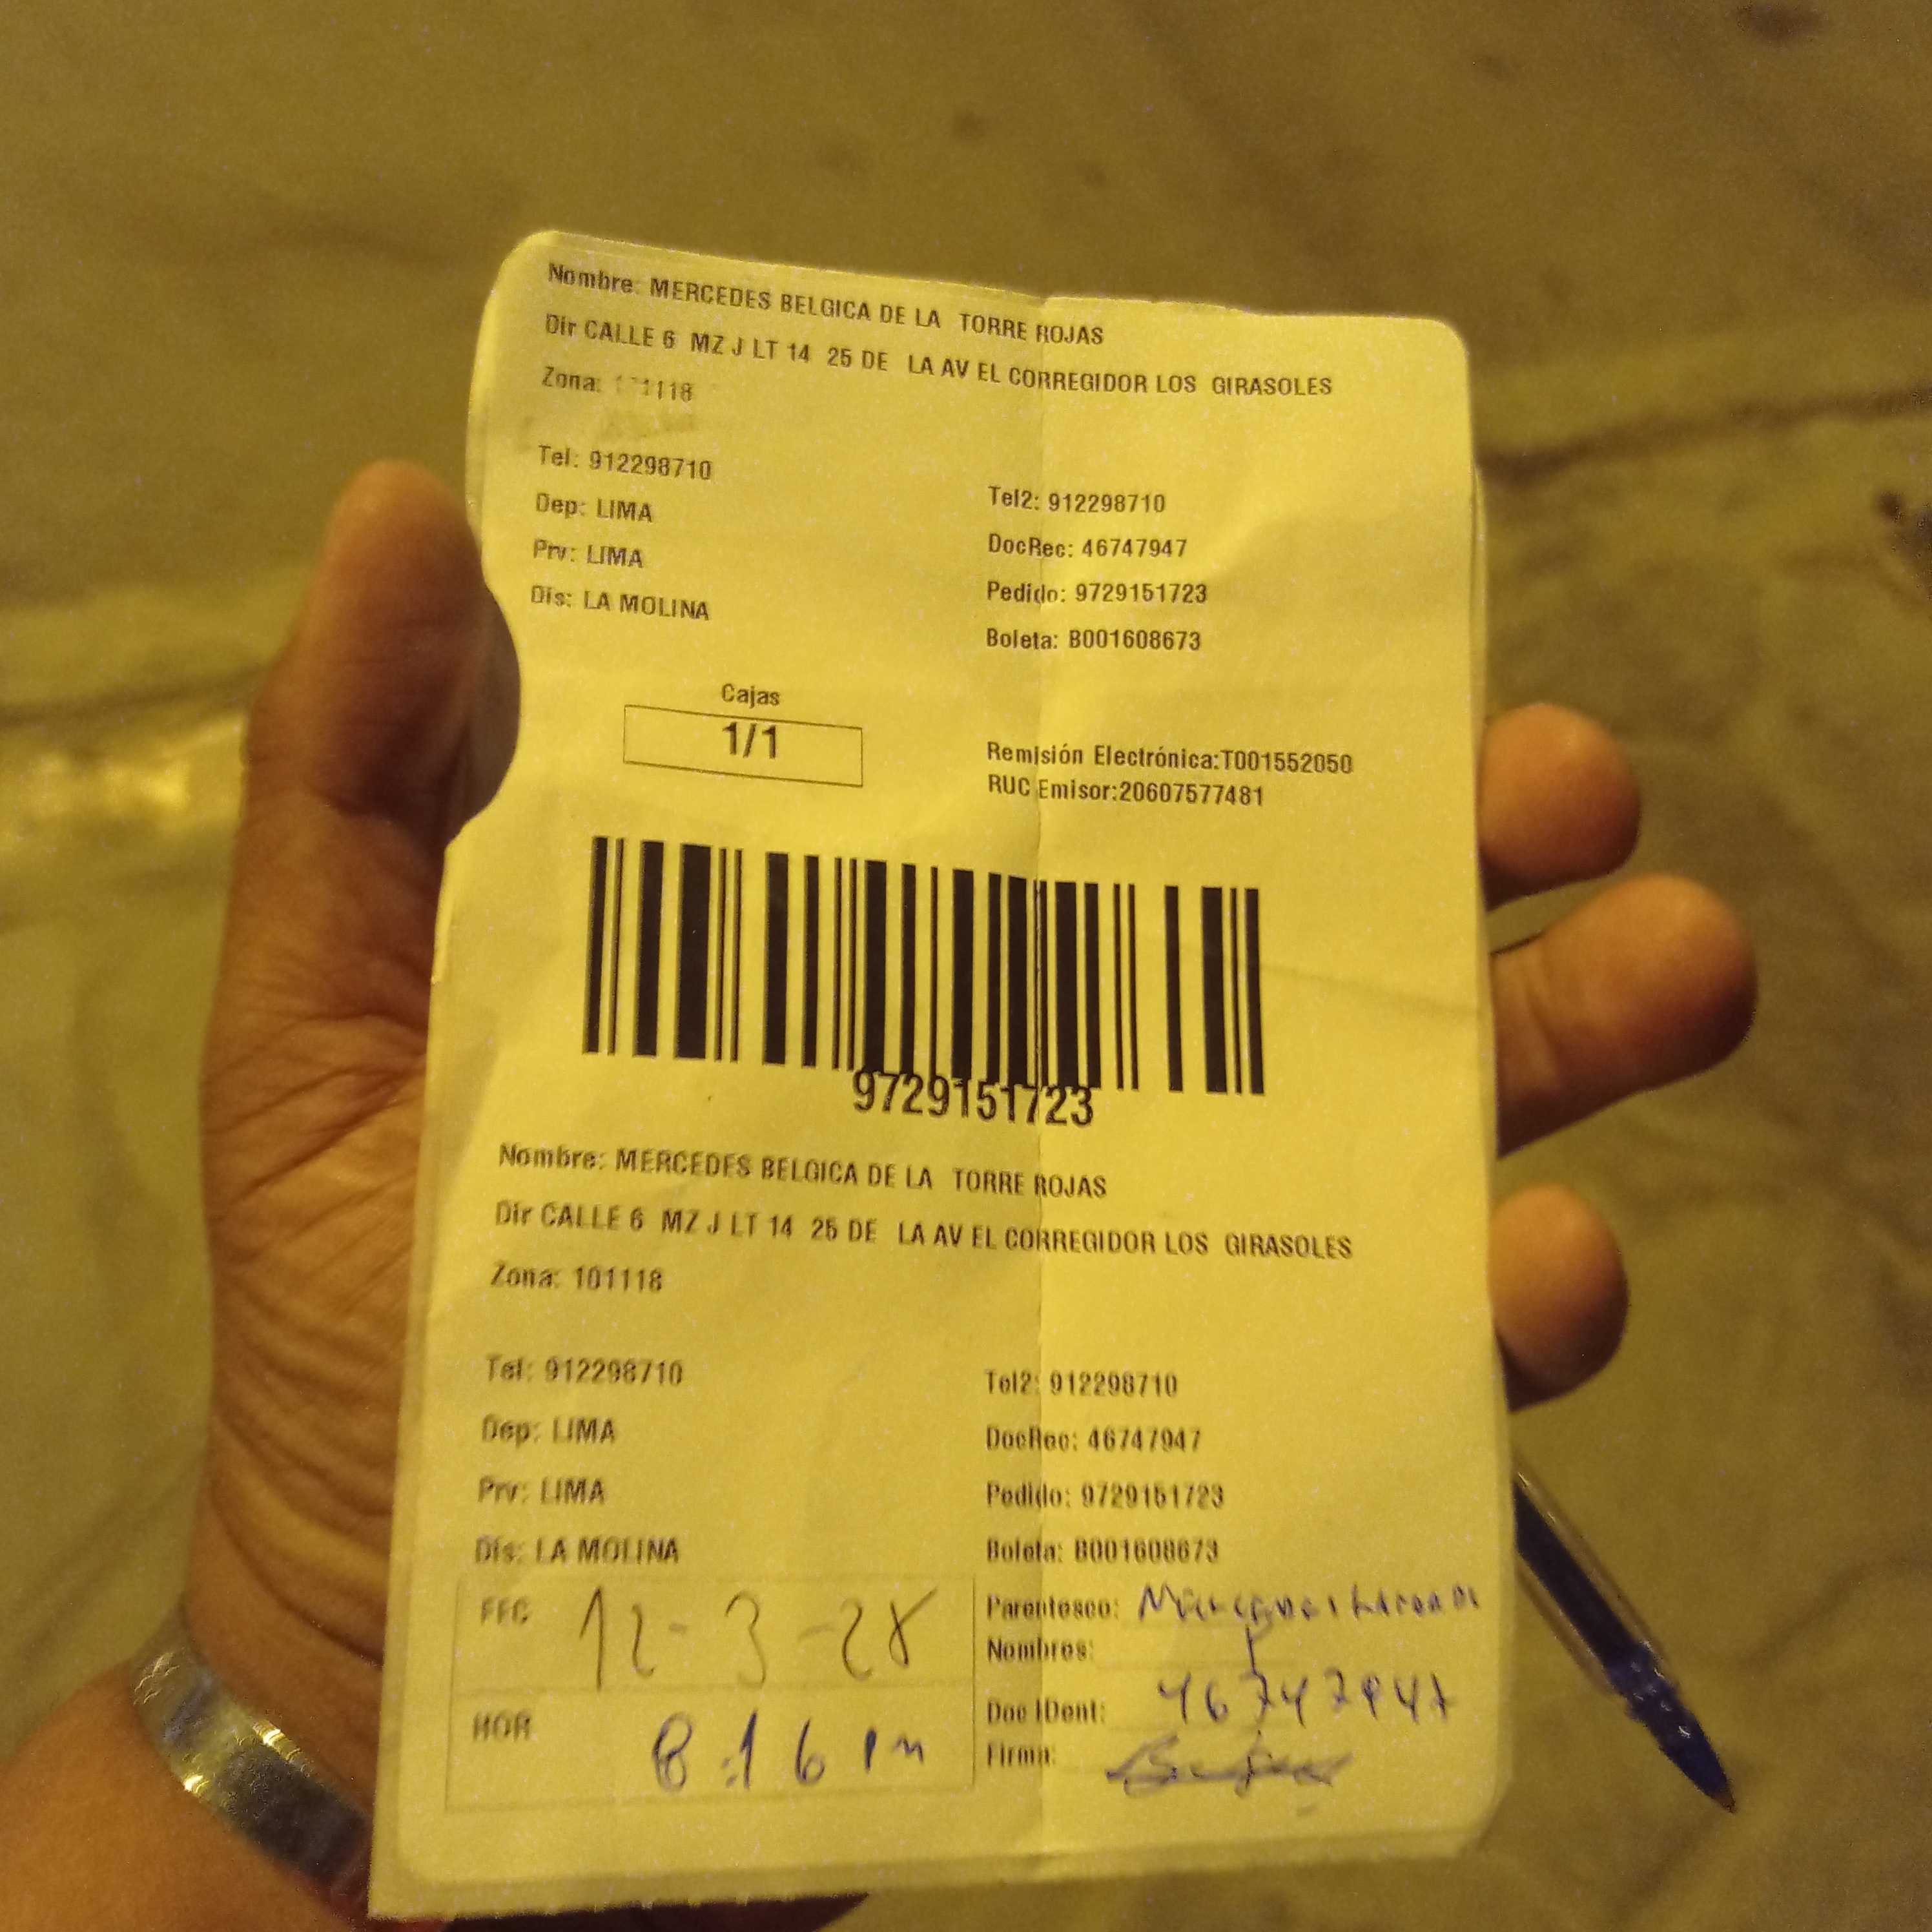 Nombre: MERCEDES BELGICA DE LA TORRE ROJAS
Dir CALLE 6 MZ J LT 14 25 DE LA AV EL CORREGIDOR LOS GIRASOLES
Zona: 1118
Tel: 912298710
Tel2: 912298710
Dep: LIMA
DocRec: 46747947
Prv: LIMA
Pedido: 9729151723
Dis: LA MOLINA
Boleta: B001608673
Cajas
1/1
Remisión Electrónica:T001552050
RUC Emisor:20607577481
9729151723
Nombre: MERCEDES BELGICA DE LA TORRE ROJAS
Dir CALLE 6 MZ J LT 14 25 DE LA AV EL CORREGIDOR LOS GIRASOLES
Zona: 101118
Tel: 912298710
Tel2: 912298710
Dep: LIMA
DocRec: 46747947
Prv: LIMA
Pedido: 9729151723
Dis: LA MOLINA
Boleta: B001608673
FEC 12-3-
Parentesco:
Nombres:
HOR 8:16 PM
Doc IDent: 46747947
Firma: